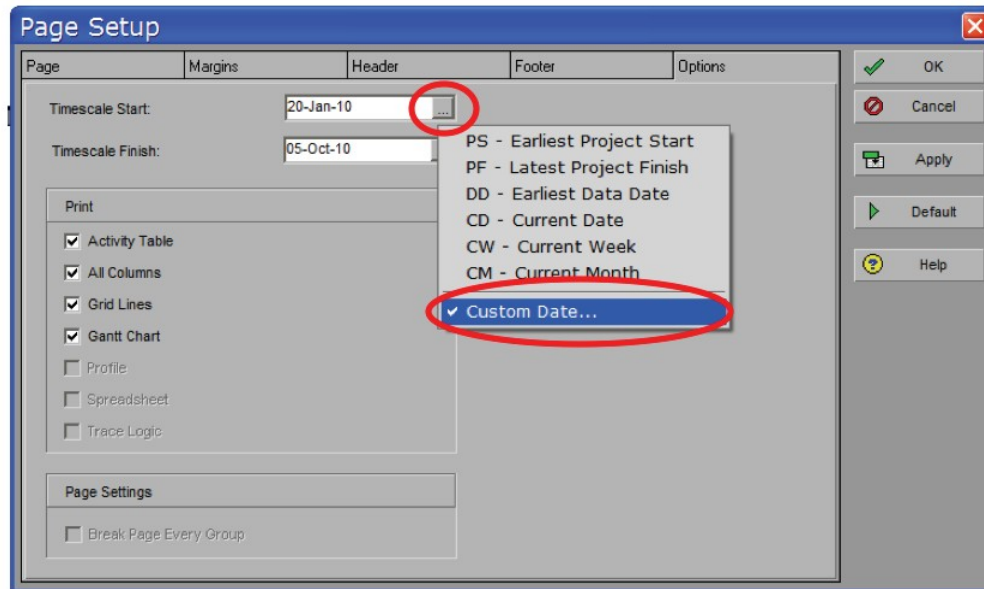 Page Setup
Page
Margins
Header
Footer
Options
Timescale Start:
20-Jan-10
...
Timescale Finish:
05-Oct-10
PS - Earliest Project Start
PF - Latest Project Finish
DD - Earliest Data Date
CD - Current Date
CW - Current Week
CM - Current Month
Custom Date...
Print
Activity Table
All Columns
Grid Lines
Gantt Chart
Profile
Spreadsheet
Trace Logic
Page Settings
Break Page Every Group
OK
Cancel
Apply
Default
Help